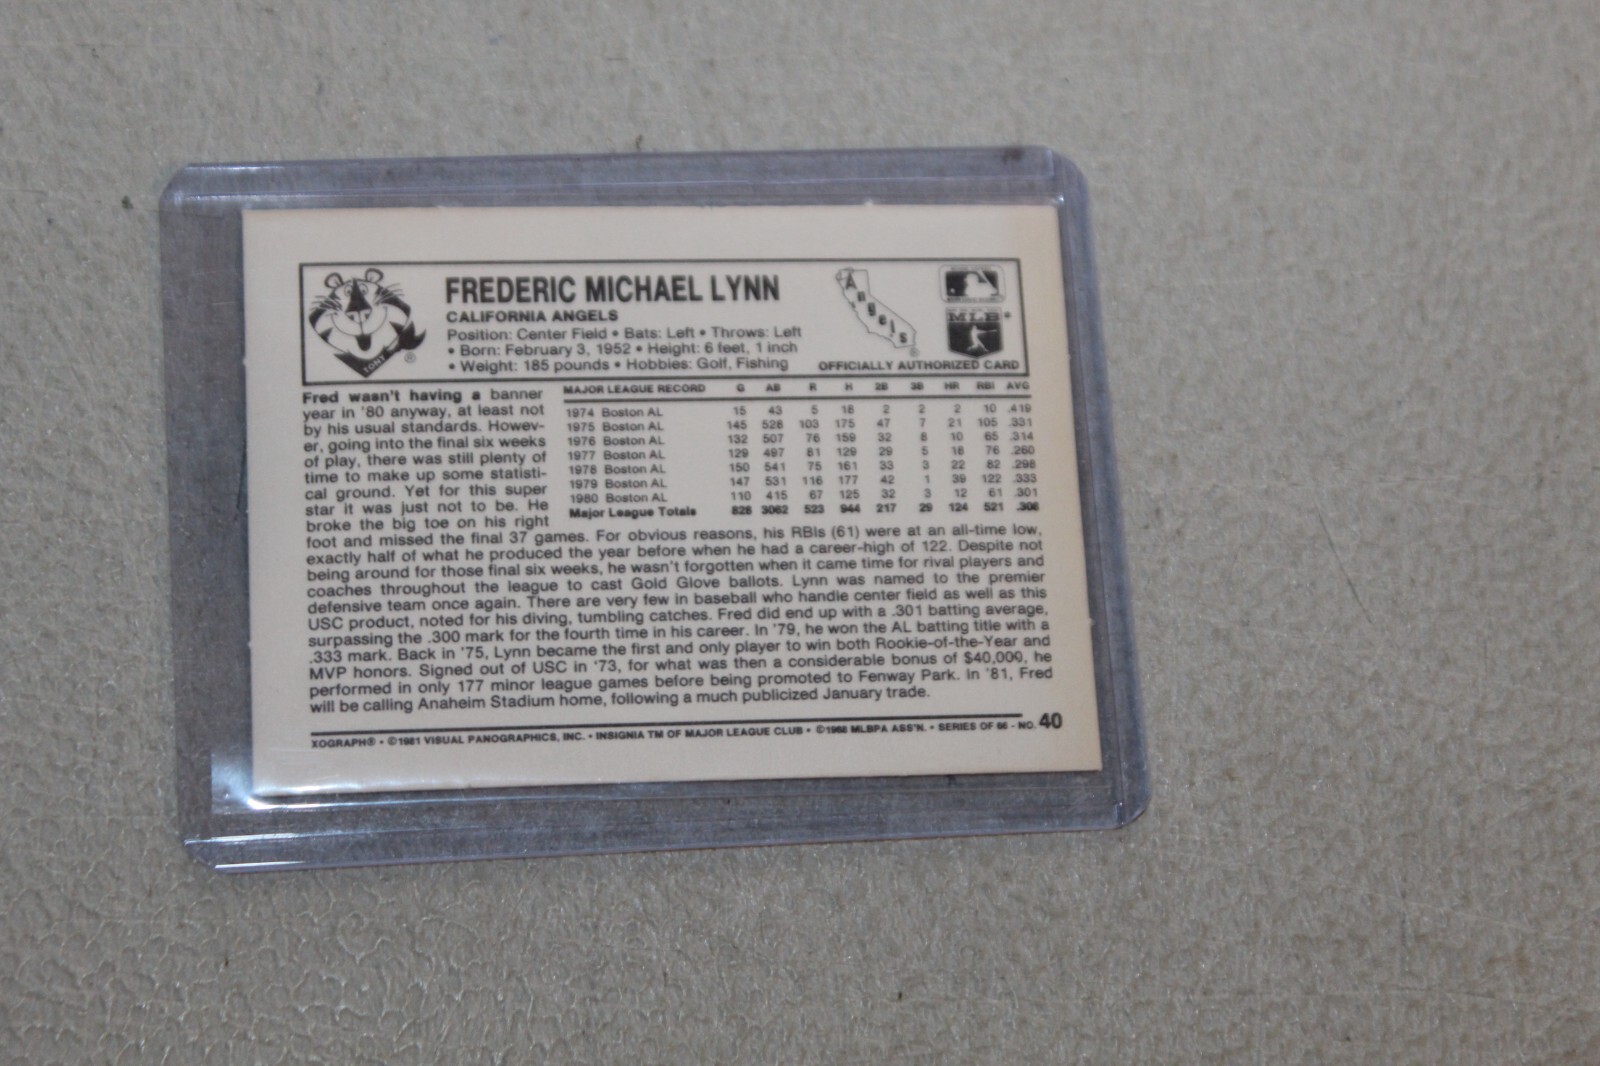 FREDERIC MICHAEL LYNN
CALIFORNIA ANGELS
Position: Center Field • Bats: Left • Throws: Left
• Born: February 3, 1952 • Height: 6 feet, 1 inch
• Weight: 185 pounds • Hobbies: Golf, Fishing
TONY ®
Angels ®
MLB ®
OFFICIALLY AUTHORIZED CARD
MAJOR LEAGUE RECORD G AB R H 2B 3B HR RBI AVG
1974 Boston AL 15 43 5 18 2 2 2 10 .419
1975 Boston AL 145 528 103 175 47 7 21 105 .331
1976 Boston AL 132 507 76 159 32 8 10 65 .314
1977 Boston AL 129 497 81 129 29 5 18 76 .260
1978 Boston AL 150 541 75 161 33 3 22 82 .298
1979 Boston AL 147 531 116 177 42 1 39 122 .333
1980 Boston AL 110 415 67 125 32 3 12 61 .301
Major League Totals 828 3062 523 944 217 29 124 521 .308
Fred wasn't having a banner
year in '80 anyway, at least not
by his usual standards. Howev-
er, going into the final six weeks
of play, there was still plenty of
time to make up some statisti-
cal ground. Yet for this super
star it was just not to be. He
broke the big toe on his right
foot and missed the final 37 games. For obvious reasons, his RBIs (61) were at an all-time low,
exactly half of what he produced the year before when he had a career-high of 122. Despite not
being around for those final six weeks, he wasn't forgotten when it came time for rival players and
coaches throughout the league to cast Gold Glove ballots. Lynn was named to the premier
defensive team once again. There are very few in baseball who handle center field as well as this
USC product, noted for his diving, tumbling catches. Fred did end up with a .301 batting average,
surpassing the .300 mark for the fourth time in his career. In '79, he won the AL batting title with a
.333 mark. Back in '75, Lynn became the first and only player to win both Rookie-of-the-Year and
MVP honors. Signed out of USC in '73, for what was then a considerable bonus of $40,000, he
performed in only 177 minor league games before being promoted to Fenway Park. In '81, Fred
will be calling Anaheim Stadium home, following a much publicized January trade.
XOGRAPH® • ©1981 VISUAL PANOGRAPHICS, INC. • INSIGNIA TM OF MAJOR LEAGUE CLUB • ©1968 MLBPA ASS'N. • SERIES OF 66 - NO. 40